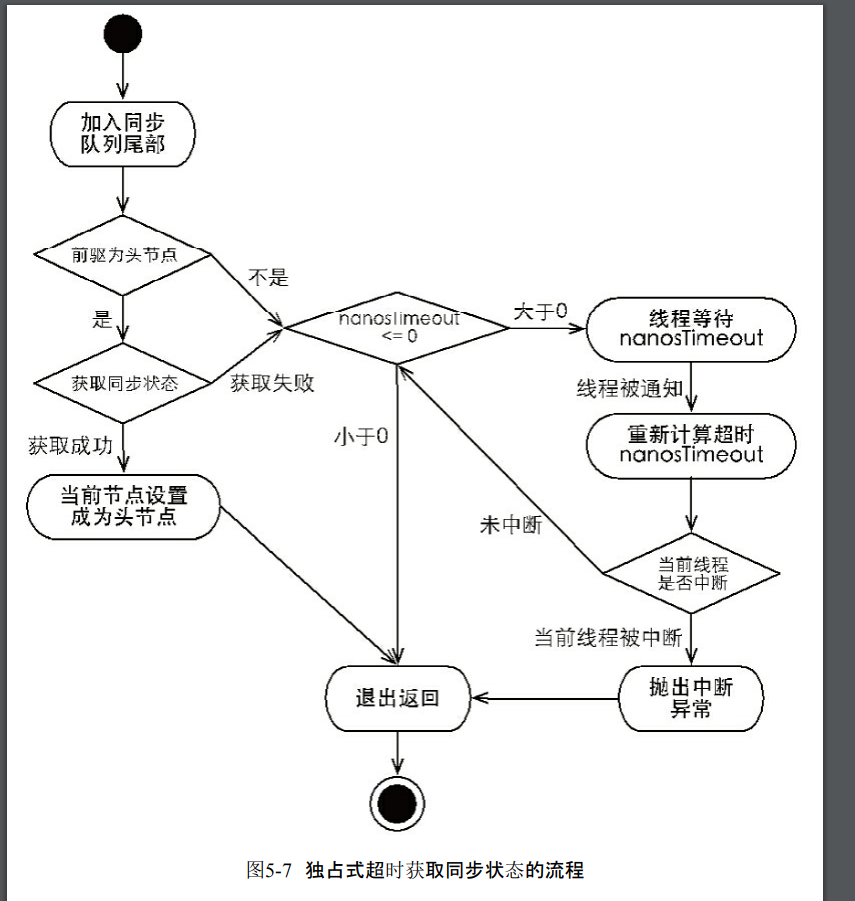 加入同步
队列尾部
前驱为头节点
不是
是
nanosTimeout
<= 0
大于0
线程等待
nanosTimeout
获取同步状态
获取失败
线程被通知
获取成功
小于0
重新计算超时
nanosTimeout
当前节点设置
成为头节点
未中断
当前线程
是否中断
当前线程被中断
退出返回
抛出中断
异常
图5-7 独占式超时获取同步状态的流程